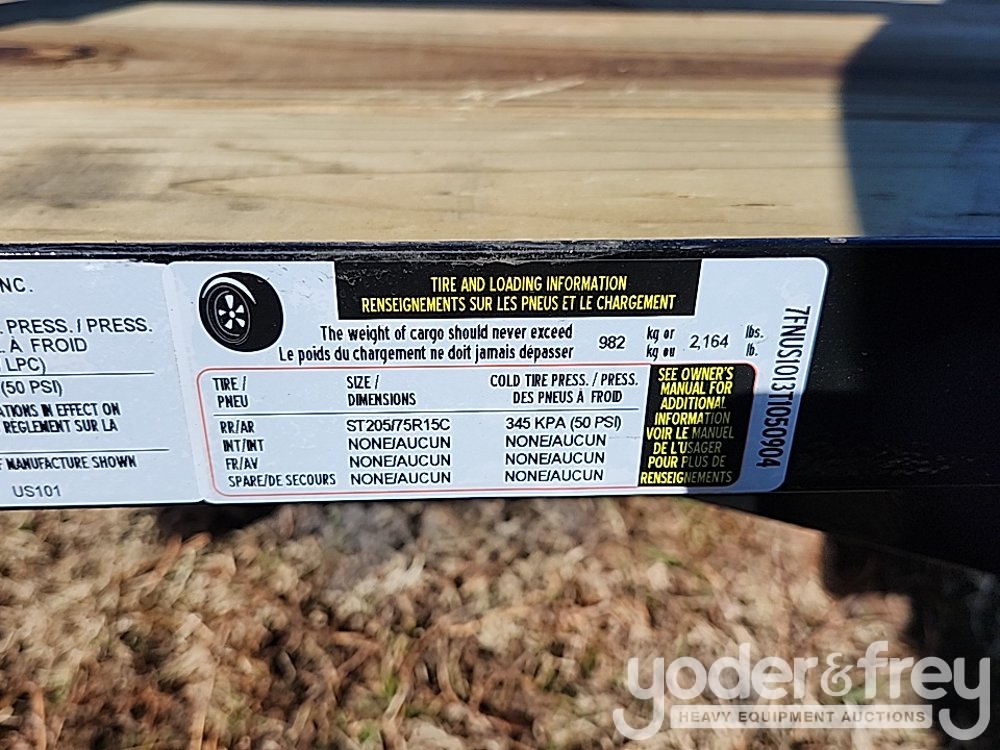 NC.
PRESS. / PRESS.
À FROID
LPC)
(50 PSI)
IN EFFECT ON
REGLEMENT SUR LA
MANUFACTURE SHOWN
US101
TIRE AND LOADING INFORMATION
RENSEIGNEMENTS SUR LES PNEUS ET LE CHARGEMENT
The weight of cargo should never exceed 982 kg or 2,164 lbs.
Le poids du chargement ne doit jamais dépasser kg ou lb.
TIRE / SIZE / COLD TIRE PRESS. / PRESS.
PNEU DIMENSIONS DES PNEUS À FROID
RR/AR ST205/75R15C 345 KPA (50 PSI)
INT/INT NONE/AUCUN NONE/AUCUN
FR/AV NONE/AUCUN NONE/AUCUN
SPARE/DE SECOURS NONE/AUCUN NONE/AUCUN
SEE OWNER'S
MANUAL FOR
ADDITIONAL
INFORMATION
VOIR LE MANUEL
DE L'USAGER
POUR PLUS DE
RENSEIGNEMENTS
7FNUS1013T1050904
yoder&frey
HEAVY EQUIPMENT AUCTIONS